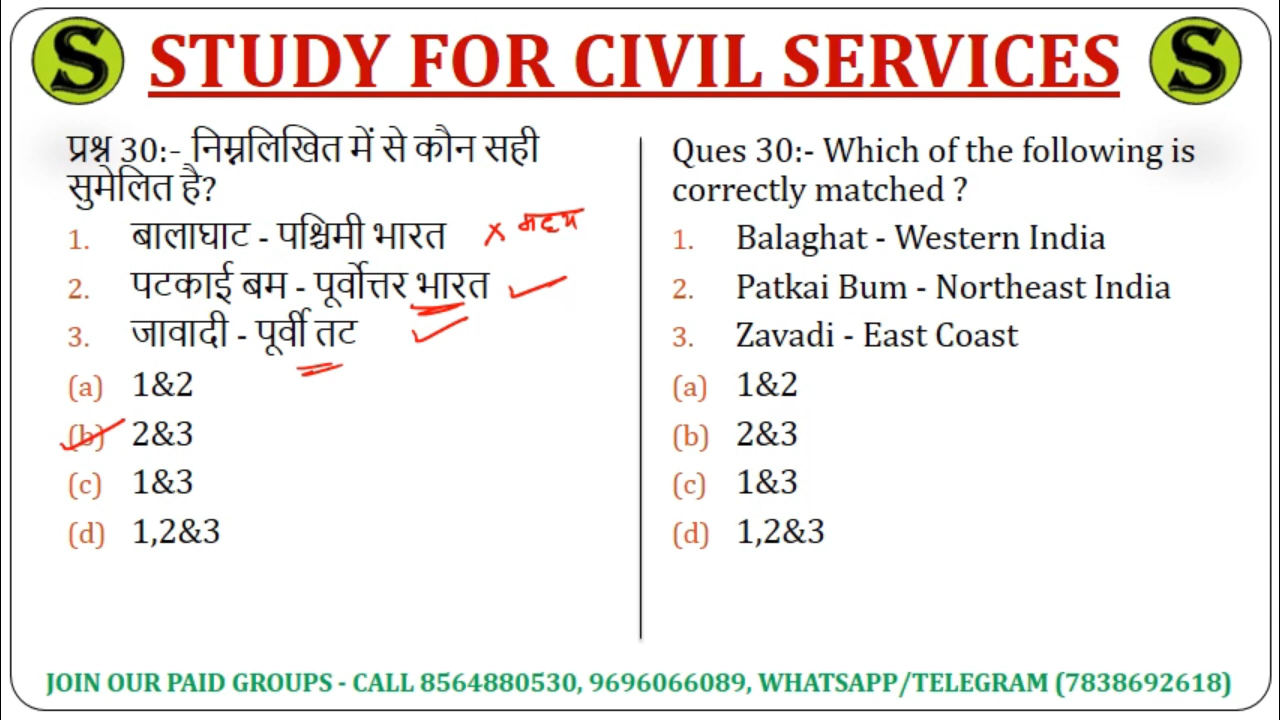 S STUDY FOR CIVIL SERVICES S
प्रश्न 30:- निम्नलिखित में से कौन सही
सुमेलित है?
1. बालाघाट - पश्चिमी भारत × मध्य
2. पटकाई बम - पूर्वोत्तर भारत
3. जावादी - पूर्वी तट
(a) 1&2
(b) 2&3
(c) 1&3
(d) 1,2&3
Ques 30:- Which of the following is
correctly matched ?
1. Balaghat - Western India
2. Patkai Bum - Northeast India
3. Zavadi - East Coast
(a) 1&2
(b) 2&3
(c) 1&3
(d) 1,2&3
JOIN OUR PAID GROUPS - CALL 8564880530, 9696066089, WHATSAPP/TELEGRAM (7838692618)